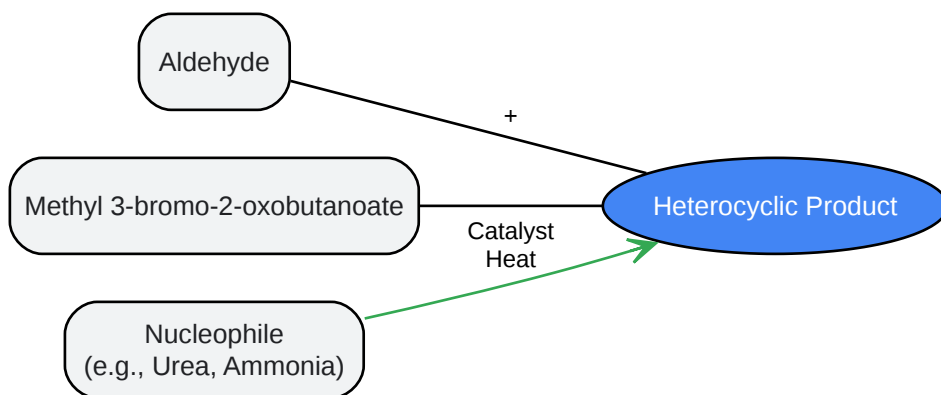 Aldehyde
+
Methyl 3-bromo-2-oxobutanoate
Heterocyclic Product
Catalyst
Heat
Nucleophile
(e.g., Urea, Ammonia)